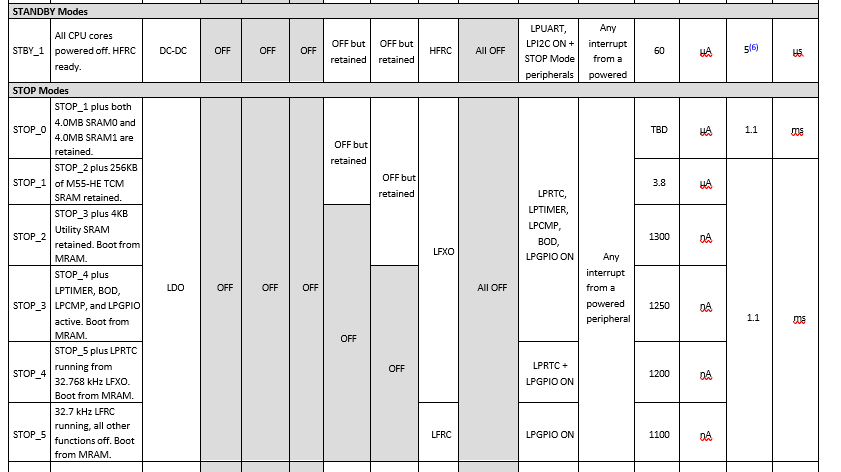 STANDBY Modes
STBY_1
All CPU cores
powered off. HFRC
ready.
DC-DC
OFF
OFF
OFF
OFF but
retained
OFF but
retained
HFRC
All OFF
LPUART,
LPI2C ON +
STOP Mode
peripherals
Any
interrupt
from a
powered
60
µA
5(6)
µs
STOP Modes
STOP_0
STOP_1 plus both
4.0MB SRAM0 and
4.0MB SRAM1 are
retained.
LDO
OFF
OFF
OFF
OFF but
retained
OFF but
retained
LFXO
All OFF
LPRTC,
LPTIMER,
LPCMP,
BOD,
LPGPIO ON
Any
interrupt
from a
powered
peripheral
TBD
µA
1.1
ms
STOP_1
STOP_2 plus 256KB
of M55-HE TCM
SRAM retained.
3.8
µA
1.1
ms
STOP_2
STOP_3 plus 4KB
Utility SRAM
retained. Boot from
MRAM.
OFF
1300
nA
STOP_3
STOP_4 plus
LPTIMER, BOD,
LPCMP, and LPGPIO
active. Boot from
MRAM.
OFF
1250
nA
STOP_4
STOP_5 plus LPRTC
running from
32.768 kHz LFXO.
Boot from MRAM.
LPRTC +
LPGPIO ON
1200
nA
STOP_5
32.7 kHz LFRC
running, all other
functions off. Boot
from MRAM.
LFRC
LPGPIO ON
1100
nA